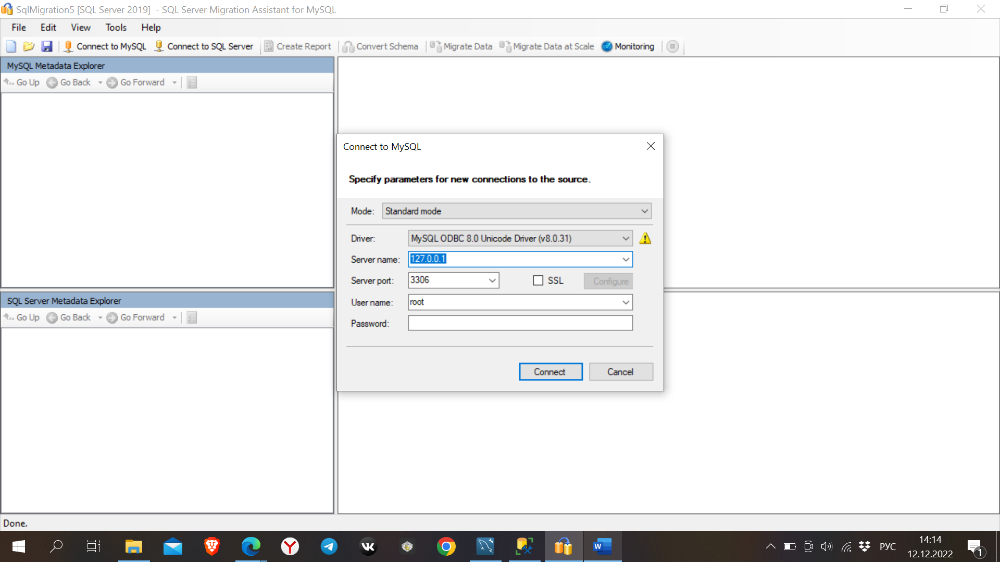 SqlMigration5 [SQL Server 2019] - SQL Server Migration Assistant for MySQL
File Edit View Tools Help
Connect to MySQL Connect to SQL Server Create Report Convert Schema Migrate Data Migrate Data at Scale Monitoring
MySQL Metadata Explorer
Go Up Go Back Go Forward
Connect to MySQL
Specify parameters for new connections to the source.
Mode: Standard mode
Driver: MySQL ODBC 8.0 Unicode Driver (v8.0.31)
Server name: 127.0.0.1
Server port: 3306 SSL Configure
User name: root
Password:
Connect Cancel
SQL Server Metadata Explorer
Go Up Go Back Go Forward
Done.
РУС
14:14
12.12.2022
1